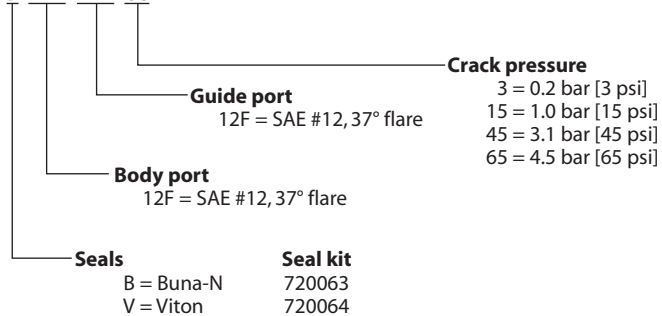 Crack pressure
3 = 0.2 bar [3 psi]
15 = 1.0 bar [15 psi]
45 = 3.1 bar [45 psi]
65 = 4.5 bar [65 psi]
Guide port
12F = SAE #12, 37° flare
Body port
12F = SAE #12, 37° flare
Seals Seal kit
B = Buna-N 720063
V = Viton 720064